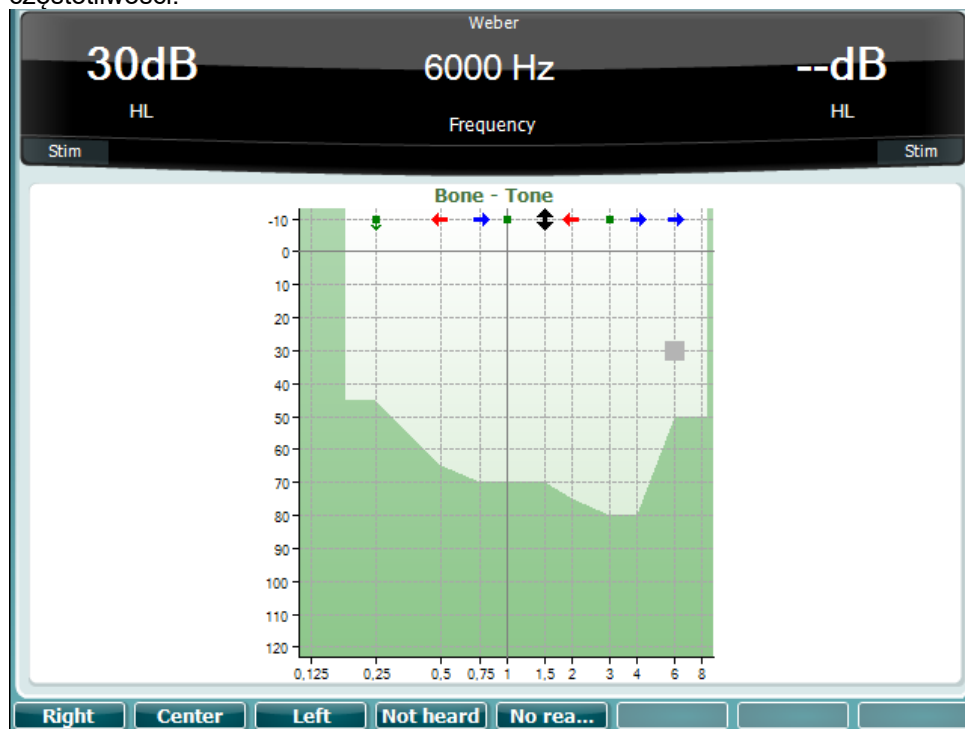 częstotliwości.
Weber
30dB 6000 Hz --dB
HL Frequency HL
Stim Stim
Bone - Tone
-10
0
10
20
30
40
50
60
70
80
90
100
110
120
0,125 0,25 0,5 0,75 1 1,5 2 3 4 6 8
Right Center Left Not heard No rea...